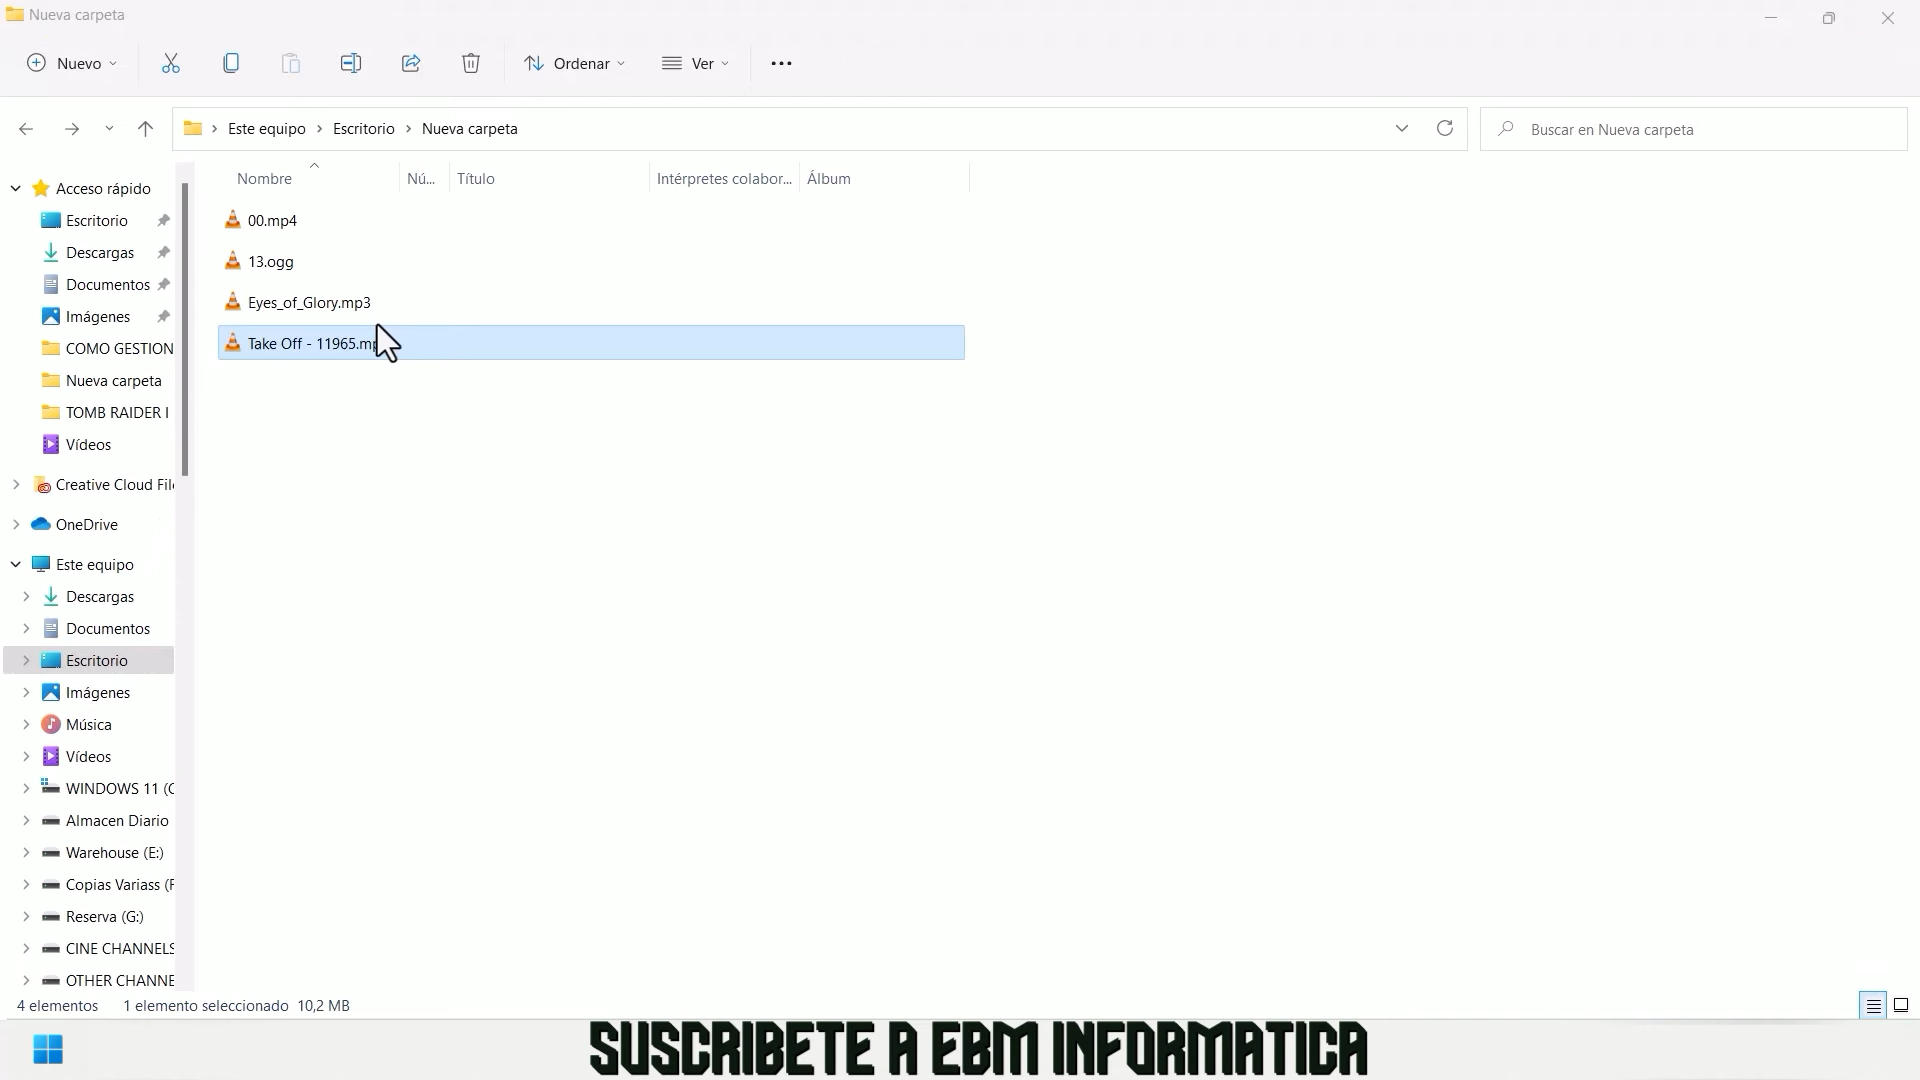 Nueva carpeta
Nuevo
Ordenar
Ver
Este equipo > Escritorio > Nueva carpeta
Buscar en Nueva carpeta
Nombre Nú... Título Intérpretes colabor... Álbum
Acceso rápido
Escritorio
Descargas
Documentos
Imágenes
COMO GESTION
Nueva carpeta
TOMB RAIDER I
Vídeos
Creative Cloud File
OneDrive
Este equipo
Descargas
Documentos
Escritorio
Imágenes
Música
Vídeos
WINDOWS 11 (C
Almacen Diario
Warehouse (E:)
Copias Variass (F
Reserva (G:)
CINE CHANNELS
OTHER CHANNE
00.mp4
13.ogg
Eyes_of_Glory.mp3
Take Off - 11965.mp
4 elementos 1 elemento seleccionado 10,2 MB
SUSCRIBETE A EBM INFORMATICA